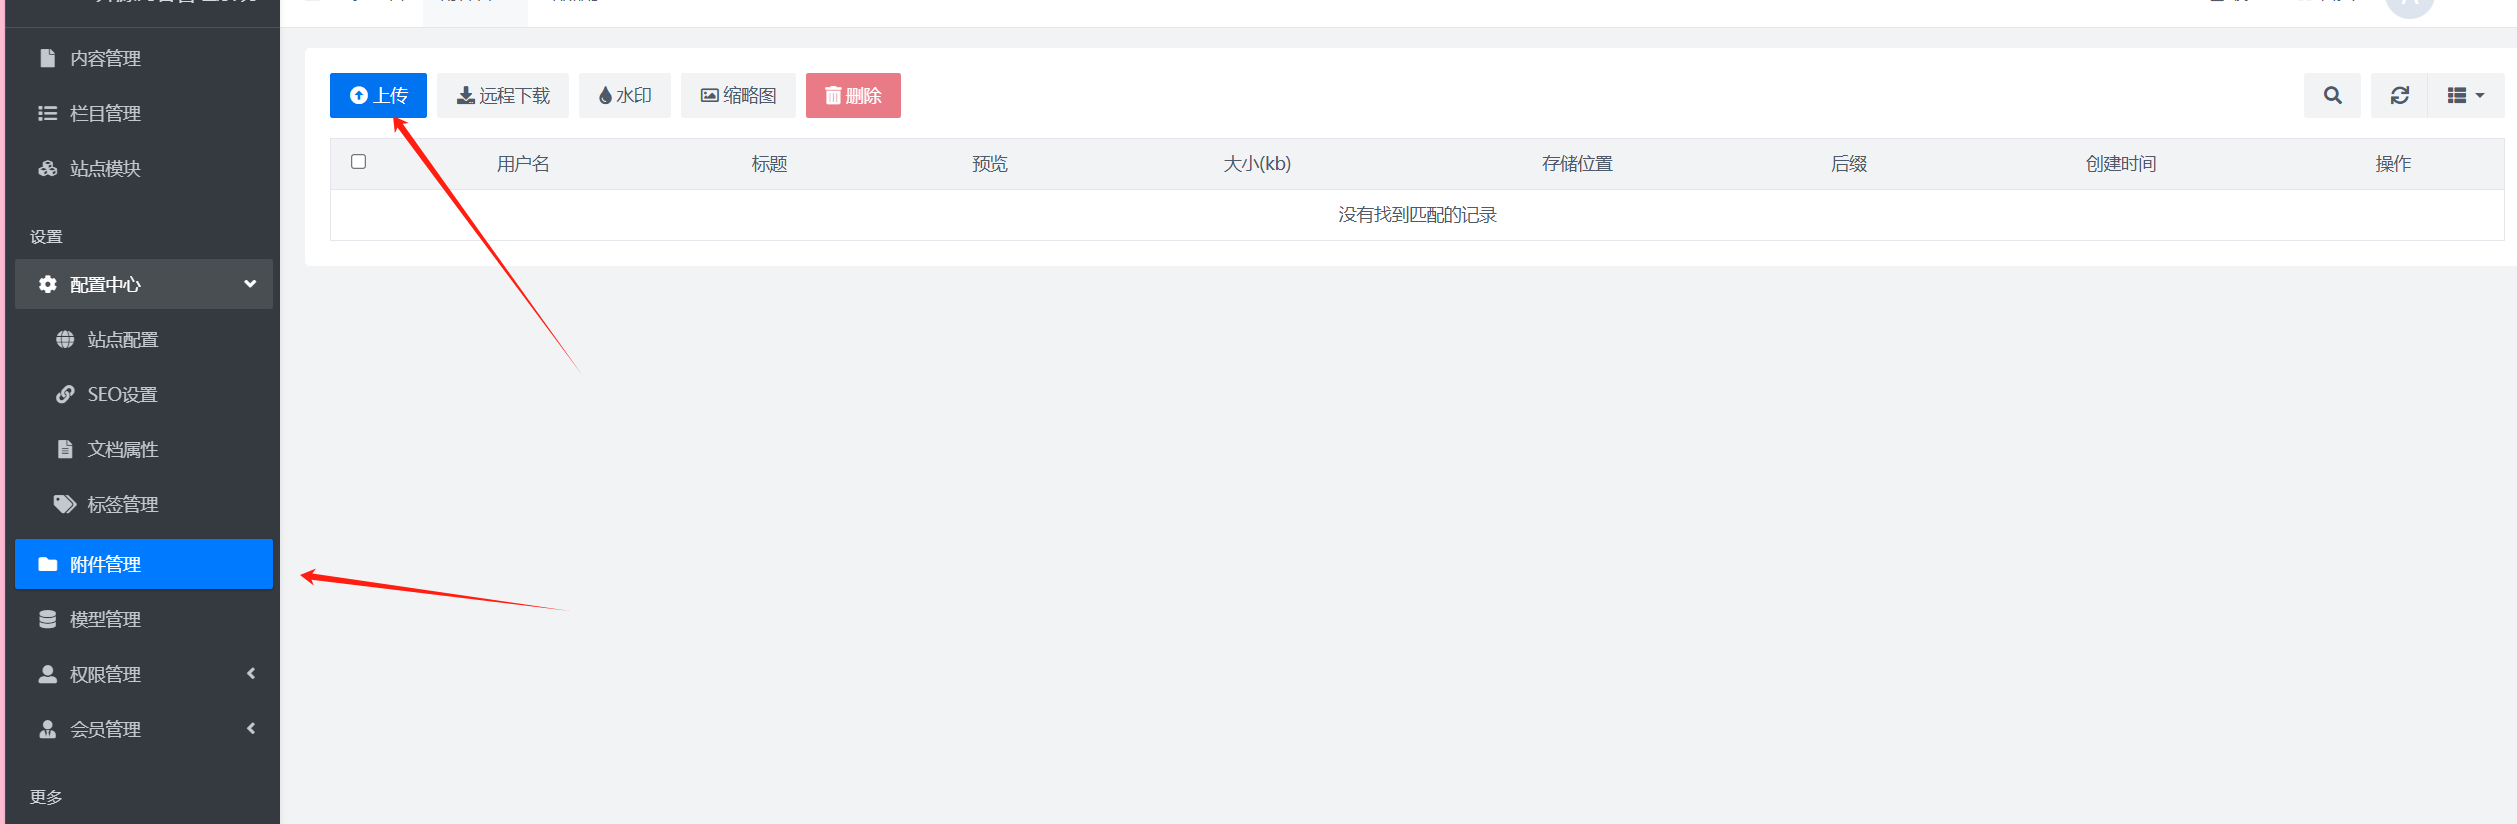 内容管理
栏目管理
站点模块
设置
配置中心
站点配置
SEO设置
文档属性
标签管理
附件管理
模型管理
权限管理
会员管理
更多
上传 远程下载 水印 缩略图 删除
用户名 标题 预览 大小(kb) 存储位置 后缀 创建时间 操作
没有找到匹配的记录